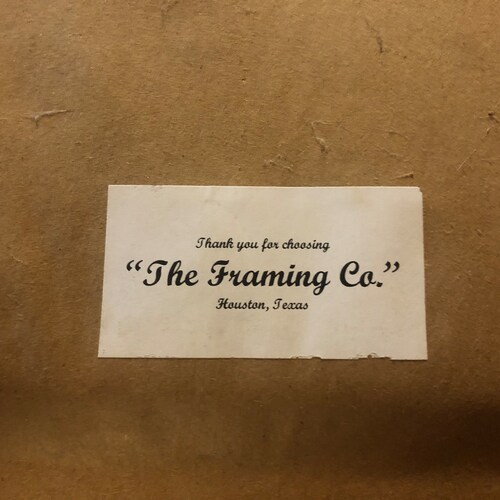 Thank you for choosing
“The Framing Co.”
Houston, Texas